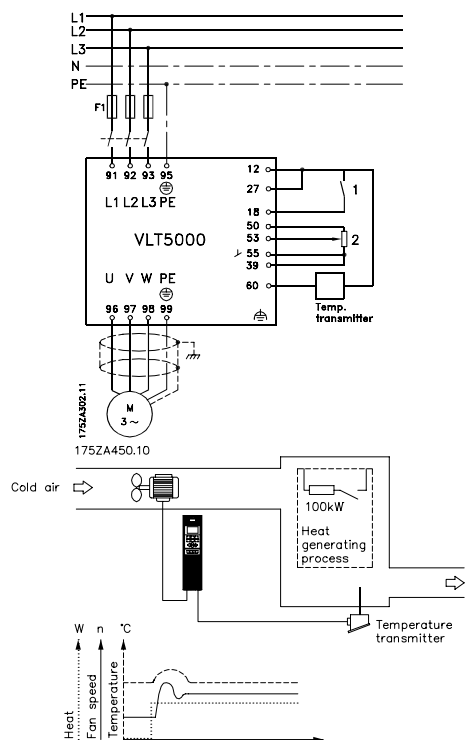 L1
L2
L3
N
PE
F1
91 92 93 95
L1 L2 L3 PE
VLT5000
U V W PE
96 97 98 99
12
27
18
50
53
55
39
60
1
2
Temp.
transmitter
M
3~
175ZA302.11
175ZA450.10
Cold air
100kW
Heat
generating
process
Temperature
transmitter
W n °C
Heat
Fan speed
Temperature